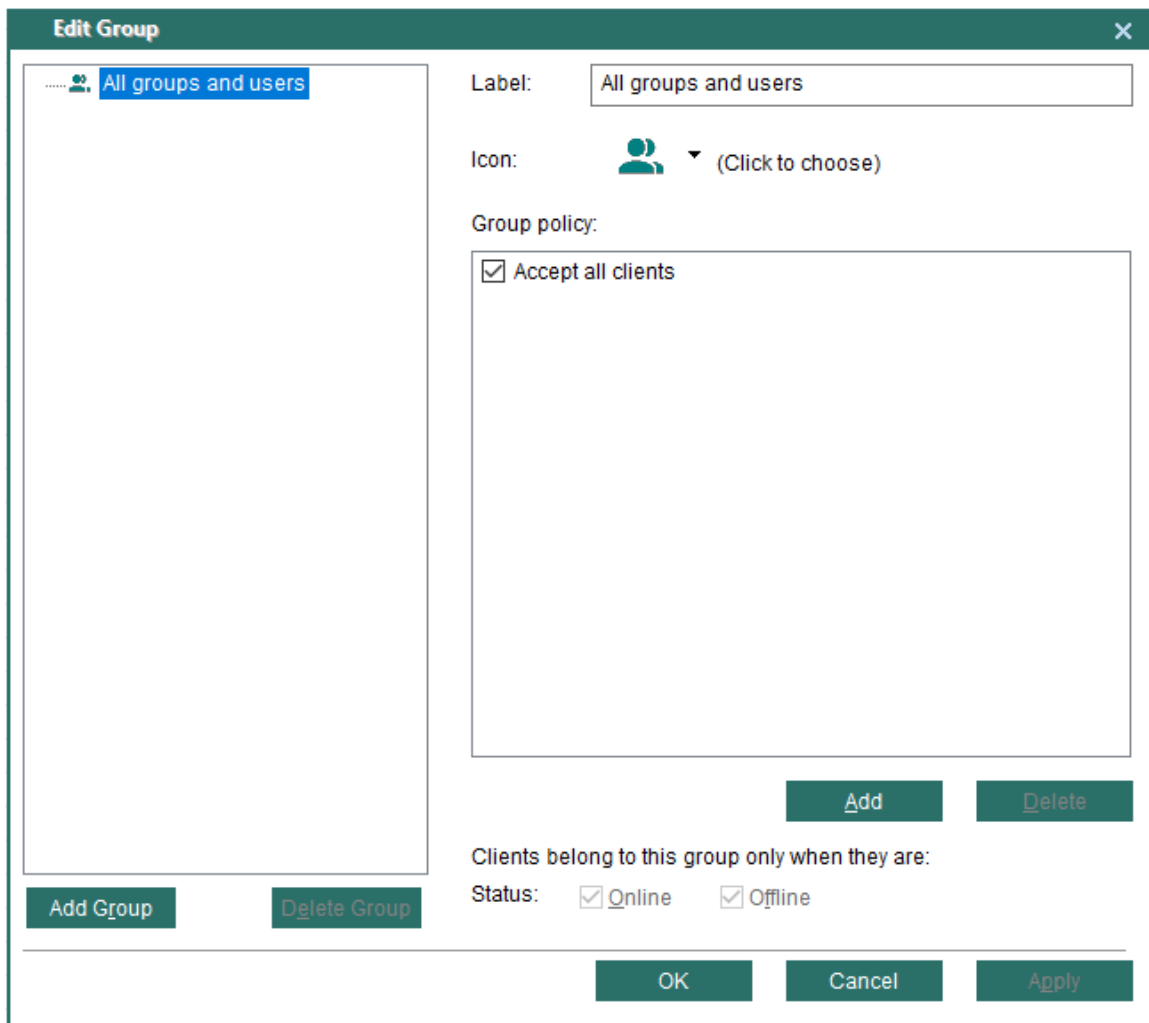 Edit Group
All groups and users
Label: All groups and users
Icon: (Click to choose)
Group policy:
Accept all clients
Add Delete
Clients belong to this group only when they are:
Status: Online Offline
Add Group Delete Group
OK Cancel Apply